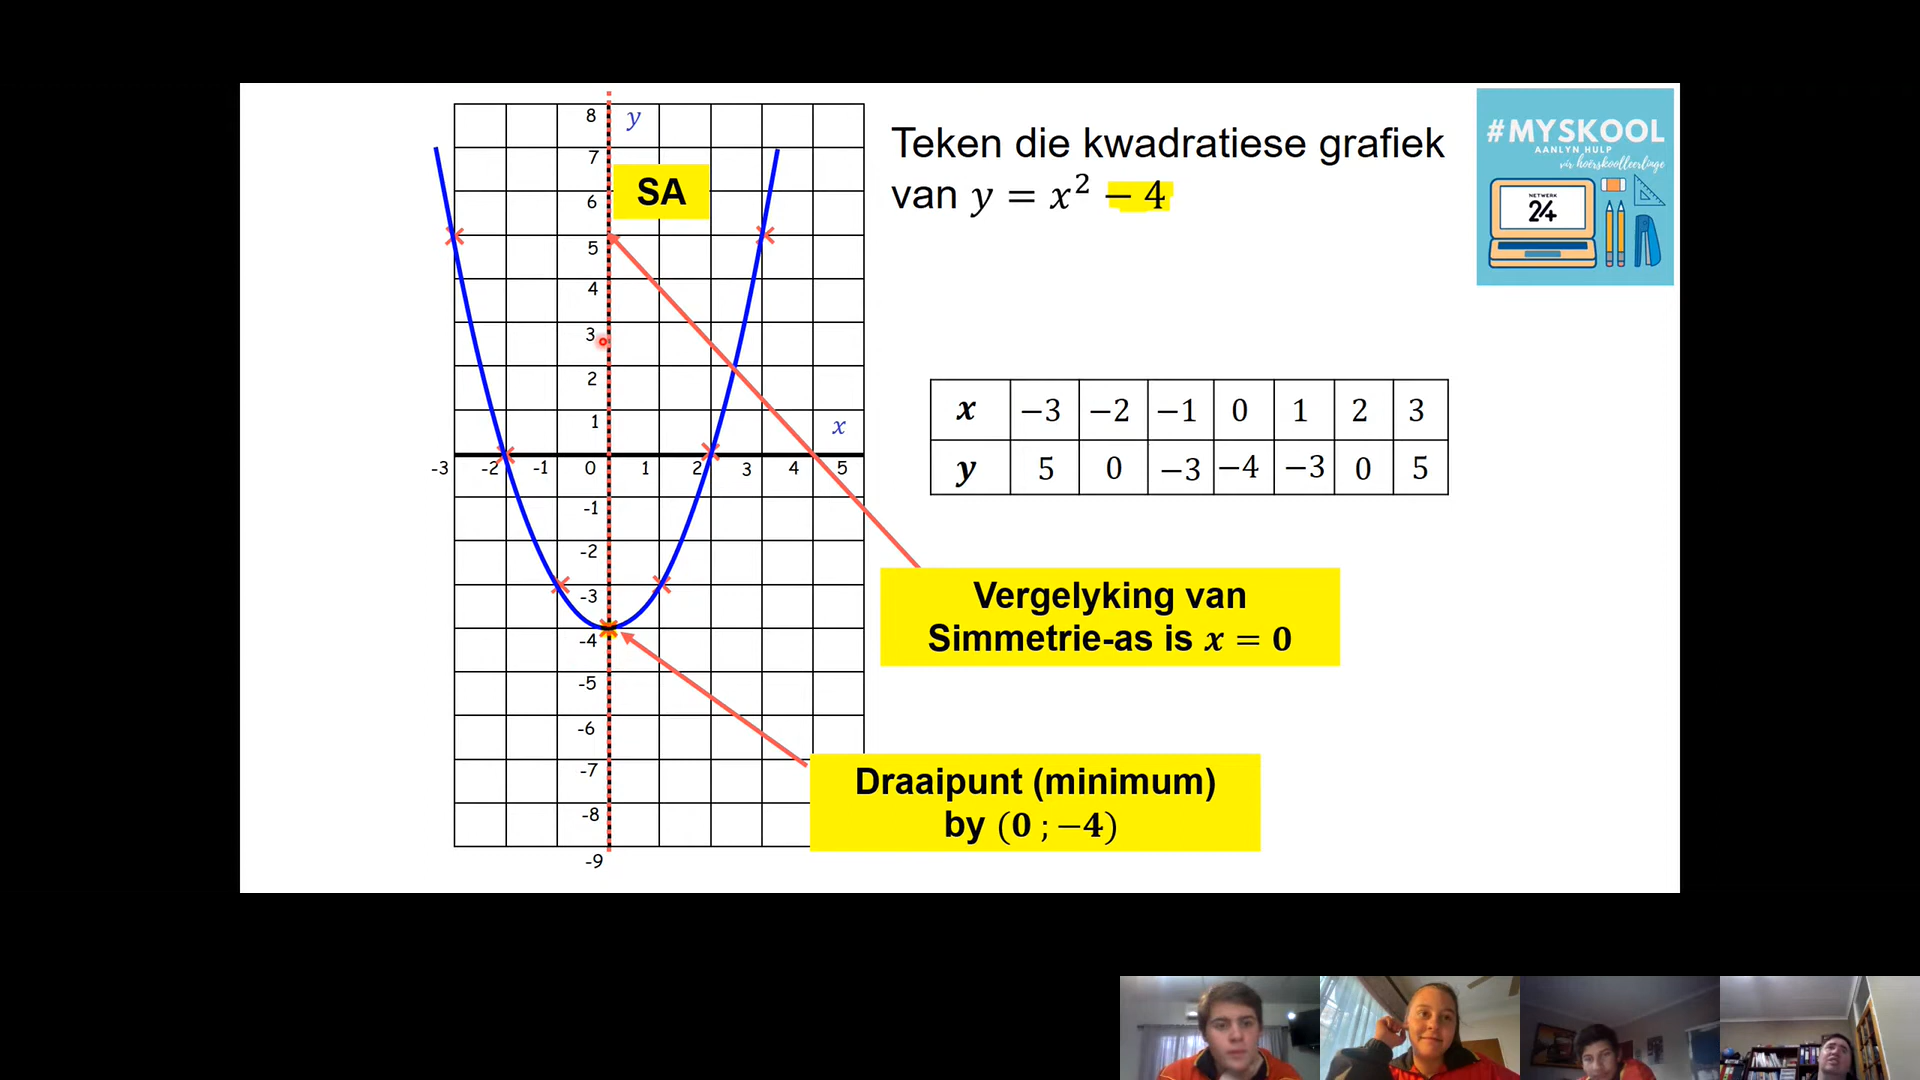 8
y
7
SA
6
5
4
3
2
1
x
-3 -2 -1 0 1 2 3 4 5
-1
-2
-3
-4
-5
-6
-7
-8
-9
Teken die kwadratiese grafiek
van y = x² − 4
#MYSKOOL
AANLYN HULP
vir hoërskoolleerlinge
NETWERK
24
x −3 −2 −1 0 1 2 3
y 5 0 −3 −4 −3 0 5
Vergelyking van
Simmetrie-as is x = 0
Draaipunt (minimum)
by (0 ; −4)